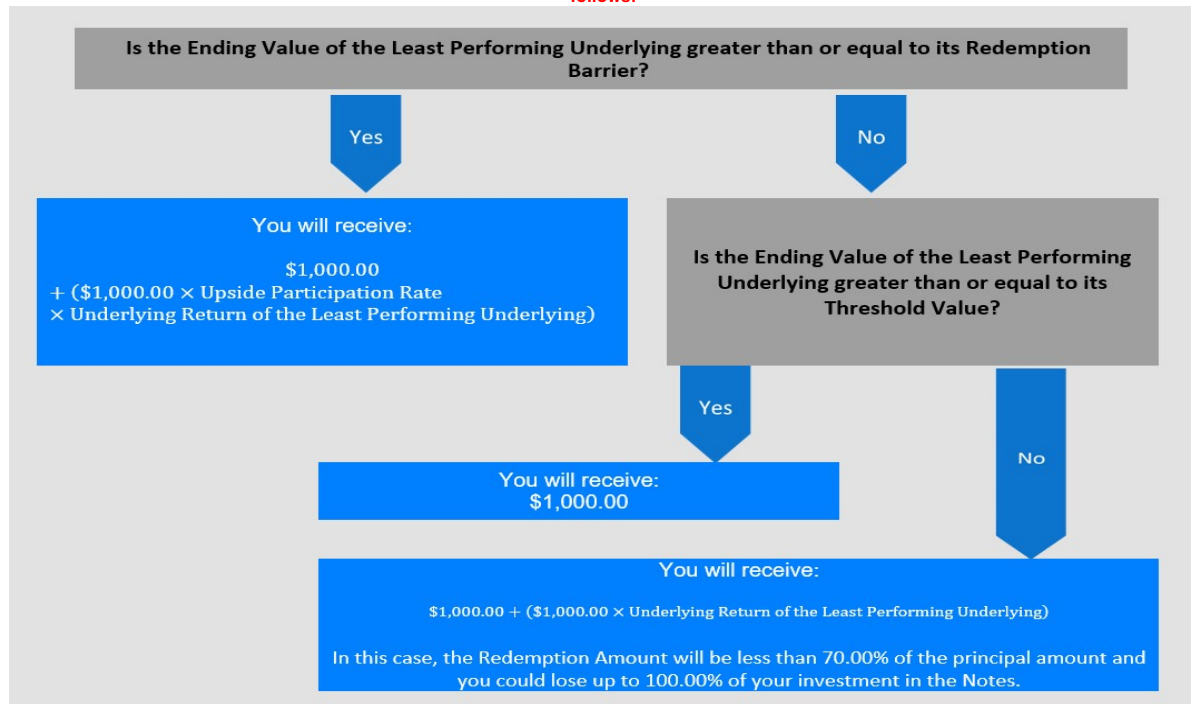 follows:
Is the Ending Value of the Least Performing Underlying greater than or equal to its Redemption
Barrier?
Yes
No
You will receive:
$1,000.00
+ ($1,000.00 × Upside Participation Rate
× Underlying Return of the Least Performing Underlying)
Is the Ending Value of the Least Performing
Underlying greater than or equal to its
Threshold Value?
Yes
No
You will receive:
$1,000.00
You will receive:
$1,000.00 + ($1,000.00 × Underlying Return of the Least Performing Underlying)
In this case, the Redemption Amount will be less than 70.00% of the principal amount and
you could lose up to 100.00% of your investment in the Notes.